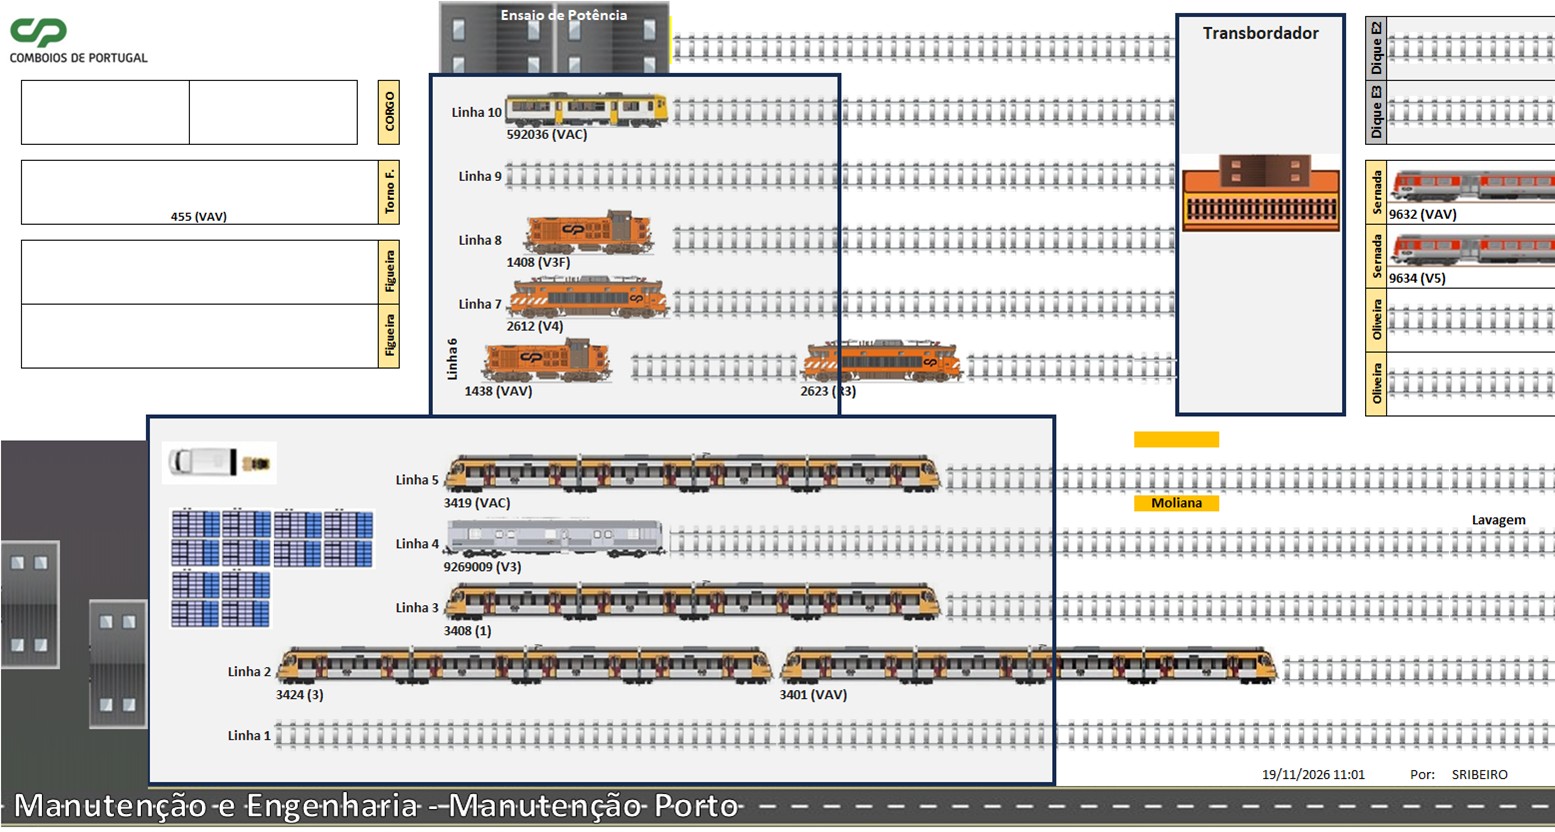 CP
COMBOIOS DE PORTUGAL
CORGO
Torno F.
455 (VAV)
Figueira
Figueira
Ensaio de Potência
Linha 10
592036 (VAC)
Linha 9
Linha 8
1408 (V3F)
Linha 7
2612 (V4)
Linha 6
1438 (VAV)
2623 (R3)
Transbordador
Dique E2
Dique E3
Sernada
9632 (VAV)
Sernada
9634 (V5)
Oliveira
Oliveira
Linha 5
3419 (VAC)
Moliana
Lavagem
Linha 4
9269009 (V3)
Linha 3
3408 (1)
Linha 2
3424 (3)
3401 (VAV)
Linha 1
19/11/2026 11:01 Por: SRIBEIRO
Manutenção e Engenharia - Manutenção Porto